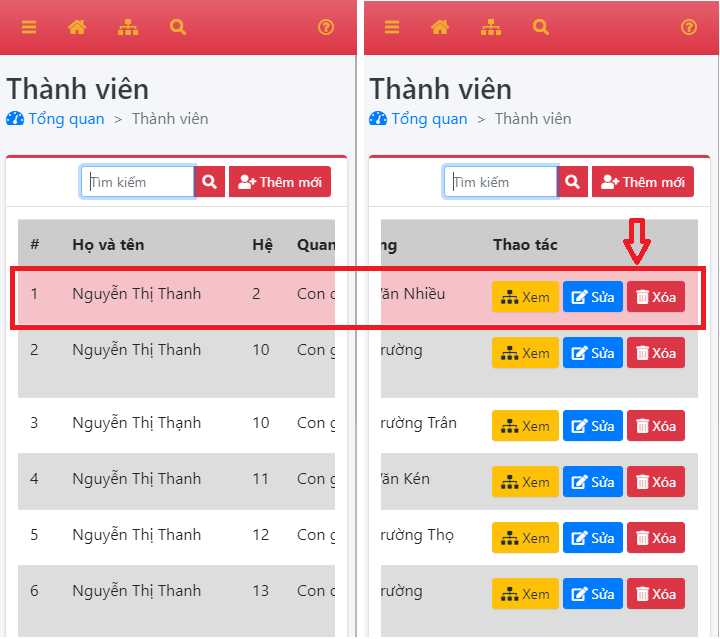 Thành viên
Tổng quan > Thành viên
Tìm kiếm Thêm mới
# Họ và tên Hệ Quan
1 Nguyễn Thị Thanh 2 Con
2 Nguyễn Thị Thanh 10 Con g
3 Nguyễn Thị Thạnh 10 Con g
4 Nguyễn Thị Thanh 11 Con g
5 Nguyễn Thị Thanh 12 Con g
6 Nguyễn Thị Thanh 13 Con
Thành viên
Tổng quan > Thành viên
Tìm kiếm Thêm mới
ng Thao tác
Văn Nhiều Xem Sửa Xóa
rường Xem Sửa Xóa
rường Trân Xem Sửa Xóa
Văn Kén Xem Sửa Xóa
rường Thọ Xem Sửa Xóa
rường Xem Sửa Xóa